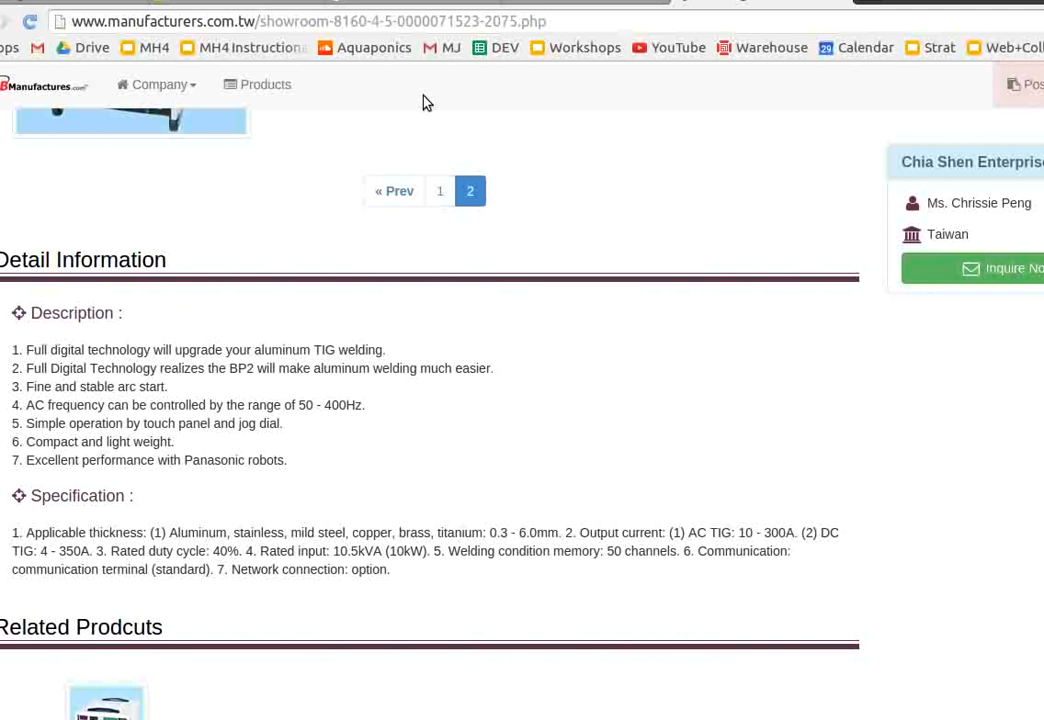 www.manufacturers.com.tw/showroom-8160-4-5-0000071523-2075.php
Drive MH4 MH4 Instruction Aquaponics MJ DEV Workshops YouTube Warehouse 29 Calendar Strat Web+Coll
BManufactures.com Company Products Pos
« Prev 1 2
Chia Shen Enterprise
Ms. Chrissie Peng
Taiwan
Inquire No
Detail Information
Description :
1. Full digital technology will upgrade your aluminum TIG welding.
2. Full Digital Technology realizes the BP2 will make aluminum welding much easier.
3. Fine and stable arc start.
4. AC frequency can be controlled by the range of 50 - 400Hz.
5. Simple operation by touch panel and jog dial.
6. Compact and light weight.
7. Excellent performance with Panasonic robots.
Specification :
1. Applicable thickness: (1) Aluminum, stainless, mild steel, copper, brass, titanium: 0.3 - 6.0mm. 2. Output current: (1) AC TIG: 10 - 300A. (2) DC
TIG: 4 - 350A. 3. Rated duty cycle: 40%. 4. Rated input: 10.5kVA (10kW). 5. Welding condition memory: 50 channels. 6. Communication:
communication terminal (standard). 7. Network connection: option.
Related Prodcuts